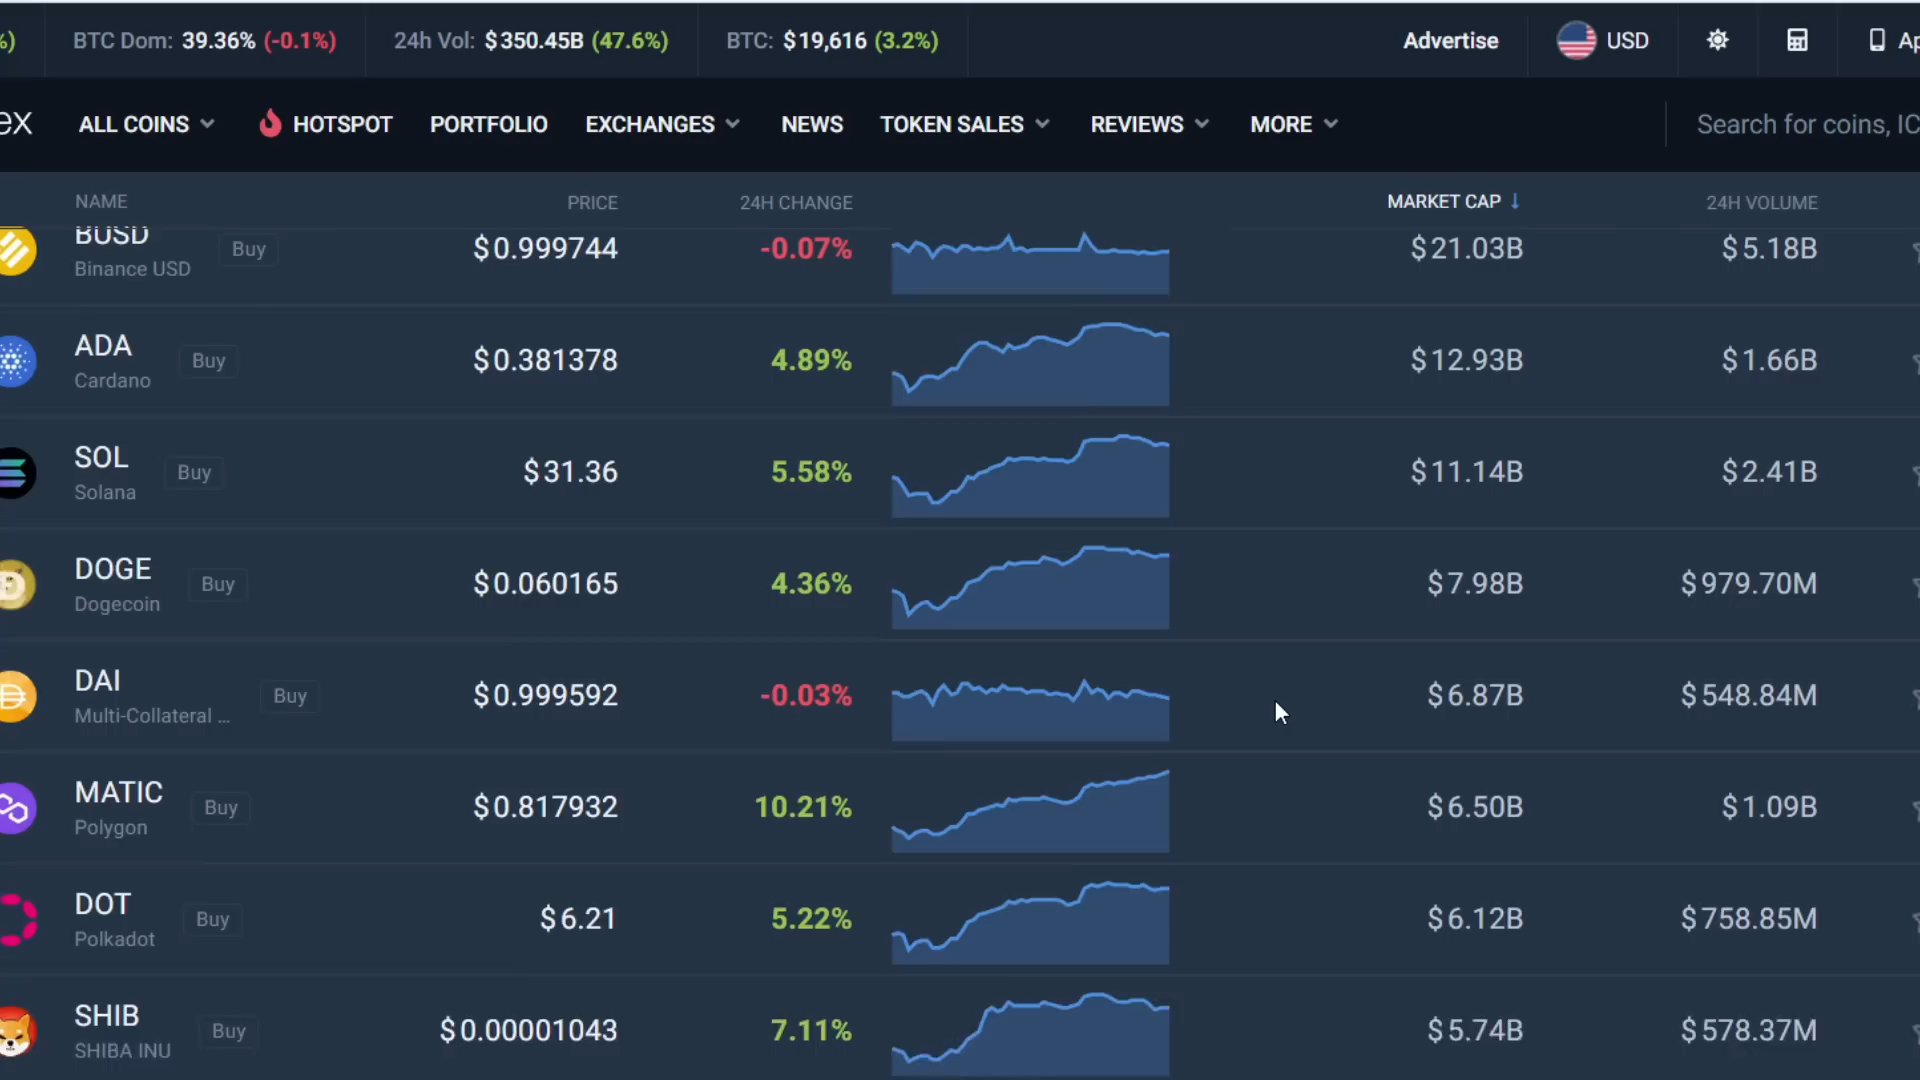 %) BTC Dom: 39.36% (-0.1%) 24h Vol: $350.45B (47.6%) BTC: $19,616 (3.2%) Advertise USD Ap
ex ALL COINS HOTSPOT PORTFOLIO EXCHANGES NEWS TOKEN SALES REVIEWS MORE Search for coins, IC
NAME PRICE 24H CHANGE MARKET CAP ↓ 24H VOLUME
BUSD Buy $0.999744 -0.07% $21.03B $5.18B
Binance USD
ADA Buy $0.381378 4.89% $12.93B $1.66B
Cardano
SOL Buy $31.36 5.58% $11.14B $2.41B
Solana
DOGE Buy $0.060165 4.36% $7.98B $979.70M
Dogecoin
DAI Buy $0.999592 -0.03% $6.87B $548.84M
Multi-Collateral ...
MATIC Buy $0.817932 10.21% $6.50B $1.09B
Polygon
DOT Buy $6.21 5.22% $6.12B $758.85M
Polkadot
SHIB Buy $0.00001043 7.11% $5.74B $578.37M
SHIBA INU